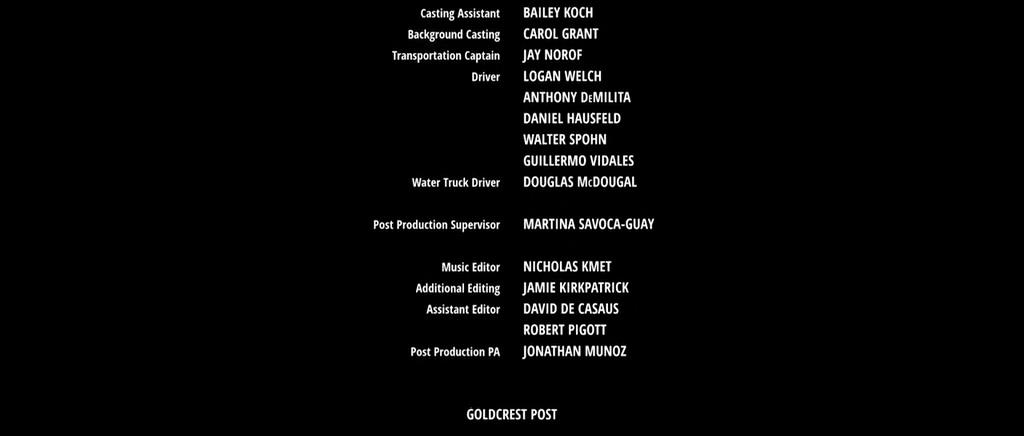 Casting Assistant BAILEY KOCH
Background Casting CAROL GRANT
Transportation Captain JAY NOROF
Driver LOGAN WELCH
ANTHONY DeMILITA
DANIEL HAUSFELD
WALTER SPOHN
GUILLERMO VIDALES
Water Truck Driver DOUGLAS McDOUGAL
Post Production Supervisor MARTINA SAVOCA-GUAY
Music Editor NICHOLAS KMET
Additional Editing JAMIE KIRKPATRICK
Assistant Editor DAVID DE CASAUS
ROBERT PIGOTT
Post Production PA JONATHAN MUNOZ
GOLDCREST POST